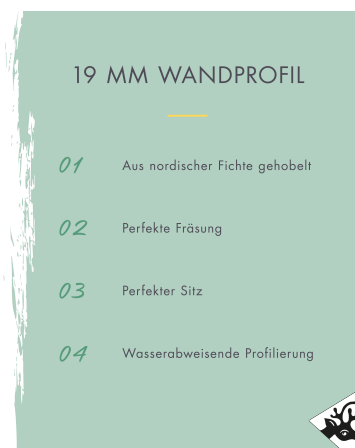 19 MM WANDPROFIL
01 Aus nordischer Fichte gehobelt
02 Perfekte Fräsung
03 Perfekter Sitz
04 Wasserabweisende Profilierung